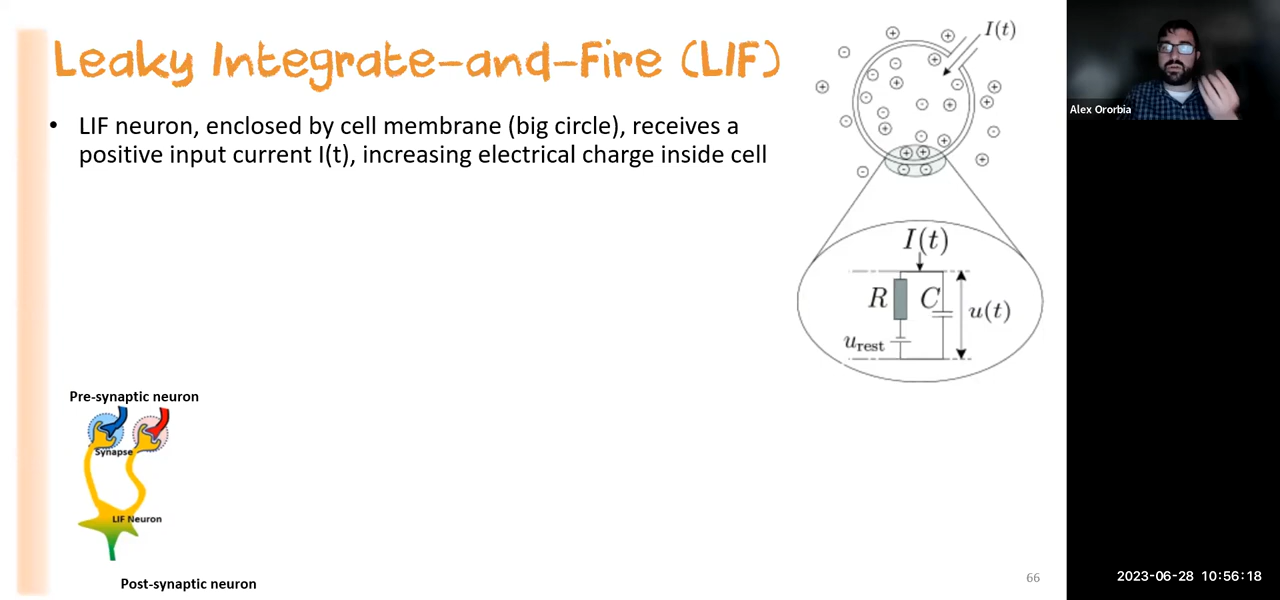 Leaky Integrate-and-Fire (LIF)
• LIF neuron, enclosed by cell membrane (big circle), receives a
positive input current I(t), increasing electrical charge inside cell
I(t)
I(t)
R
C
u(t)
u_rest
Pre-synaptic neuron
Synapse
LIF Neuron
Post-synaptic neuron
66
Alex Ororbia
2023-06-28 10:56:18